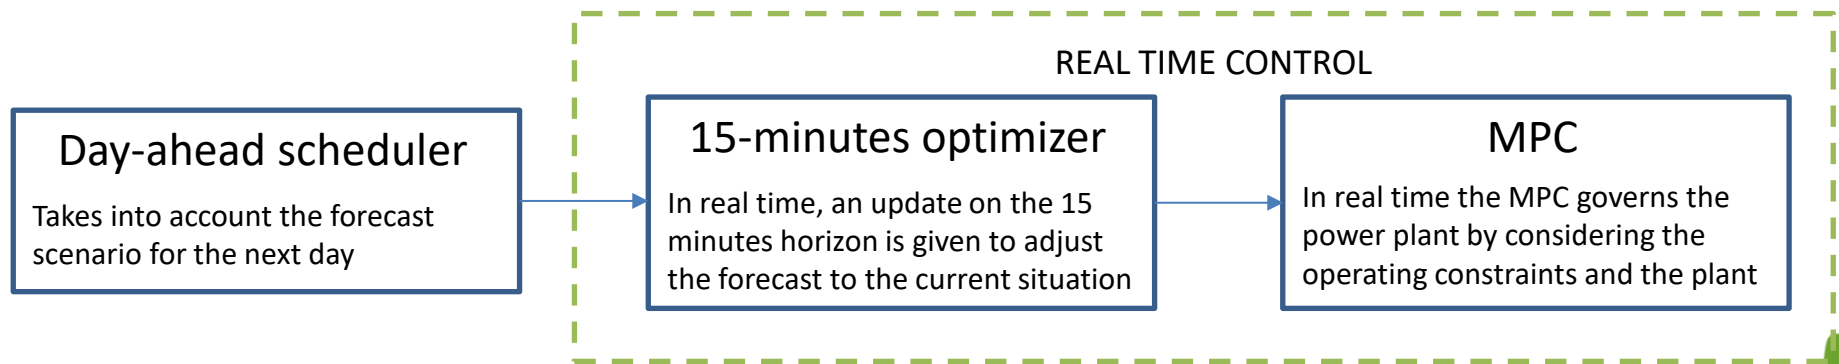 REAL TIME CONTROL
Day-ahead scheduler
Takes into account the forecast
scenario for the next day
15-minutes optimizer
In real time, an update on the 15
minutes horizon is given to adjust
the forecast to the current situation
MPC
In real time the MPC governs the
power plant by considering the
operating constraints and the plant